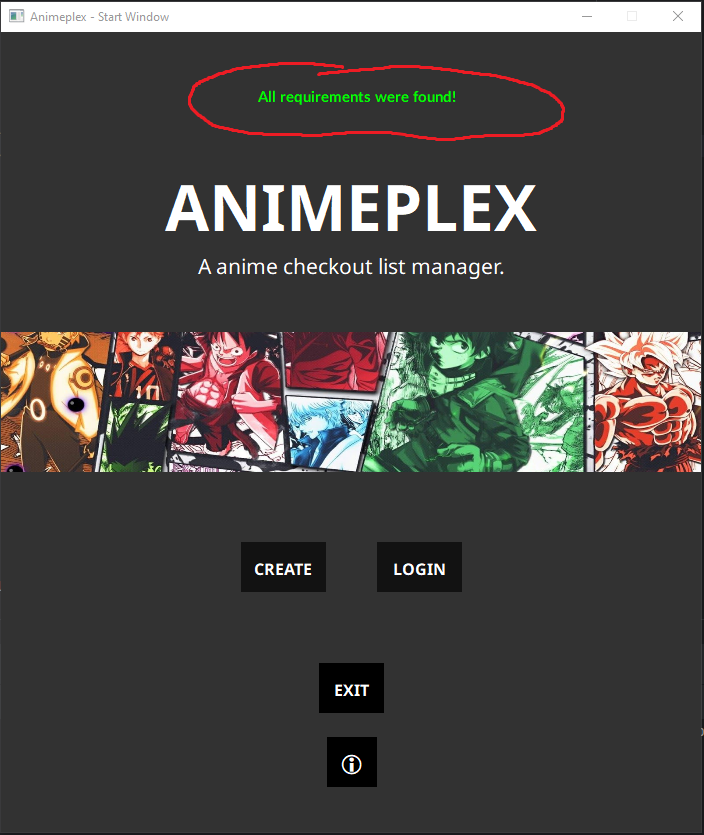 Animeplex - Start Window
All requirements were found!
ANIMEPLEX
A anime checkout list manager.
10
CREATE
LOGIN
EXIT